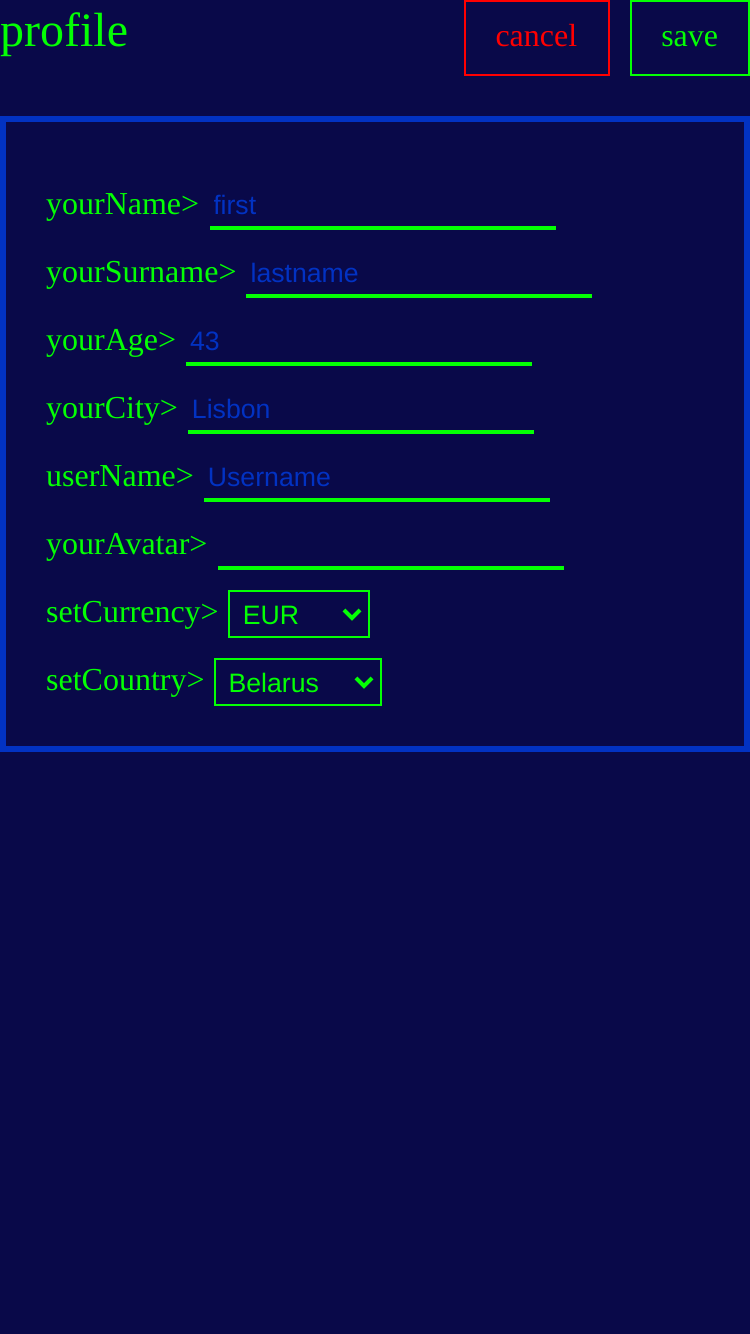 profile cancel save
yourName> first
yourSurname> lastname
yourAge> 43
yourCity> Lisbon
userName> Username
yourAvatar>
setCurrency> EUR
setCountry> Belarus